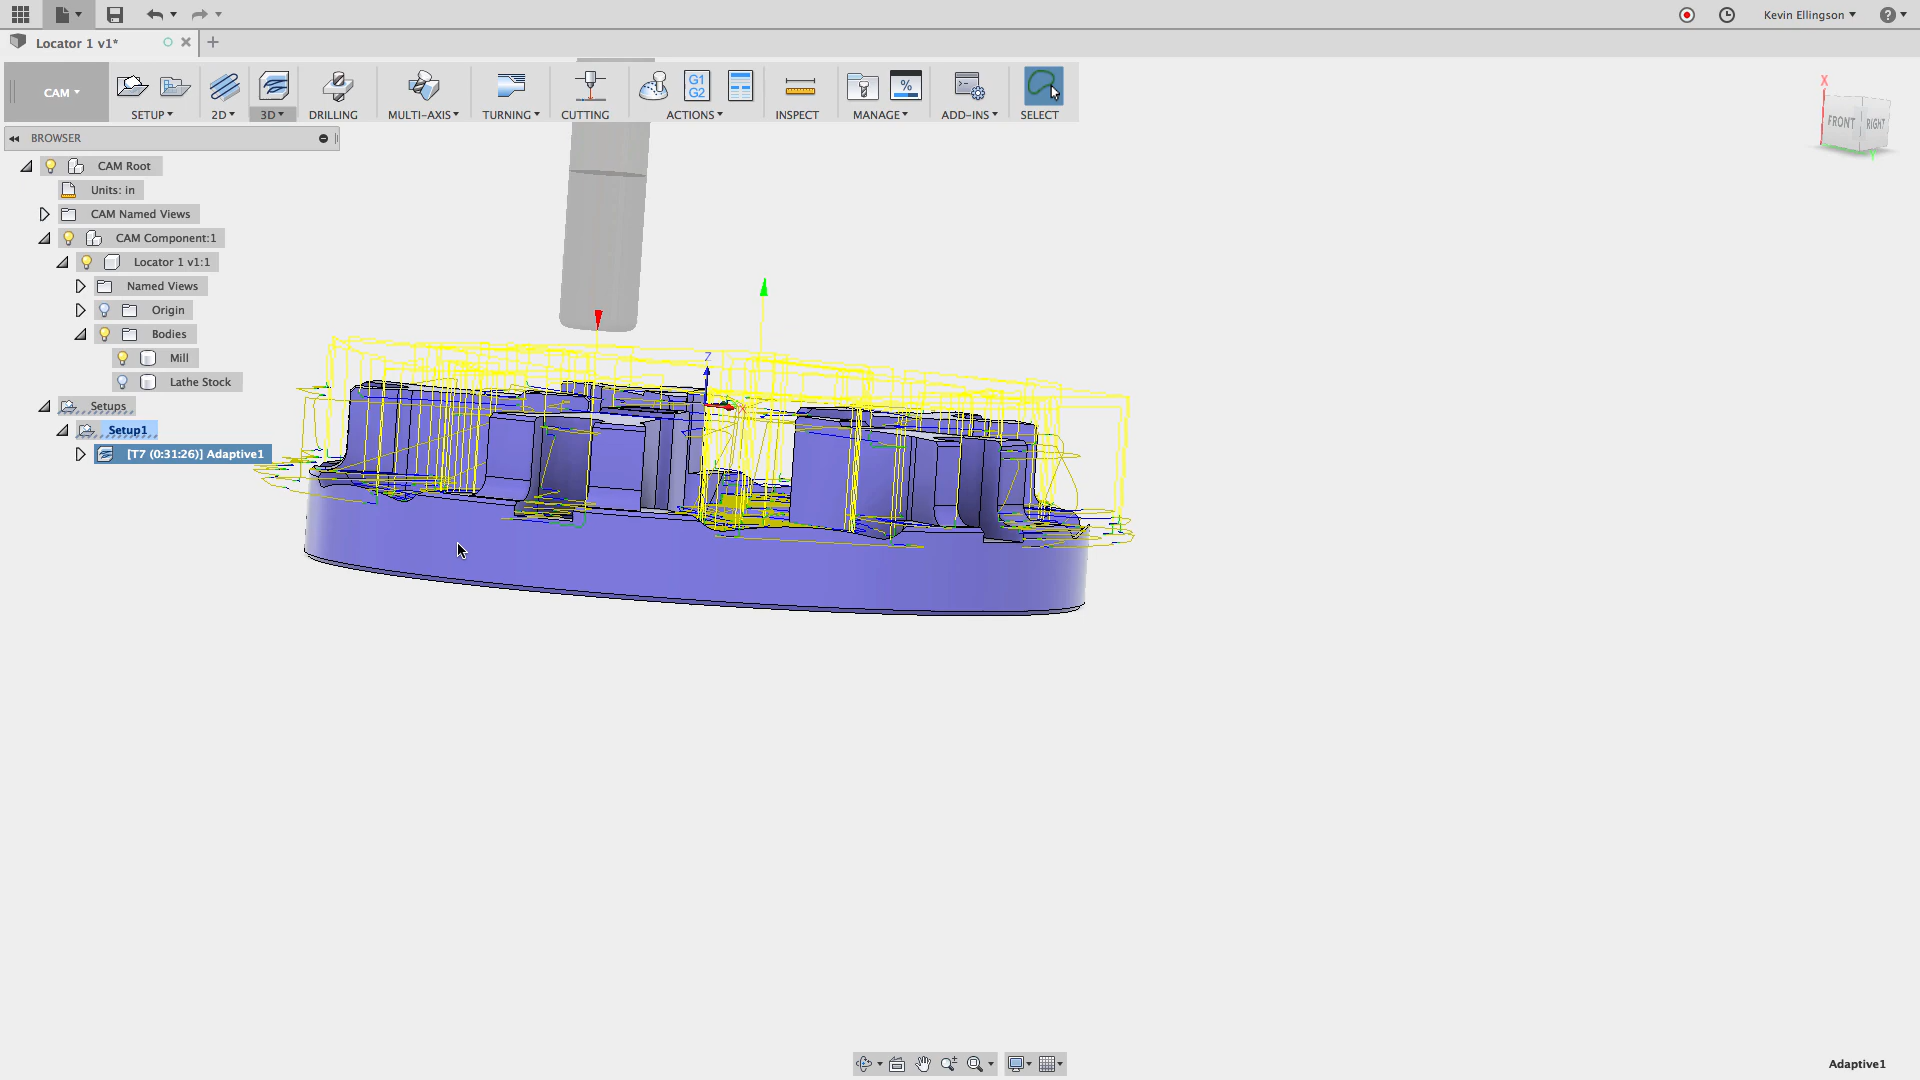 Kevin Ellingson
Locator 1 v1*
CAM
G1
G2
%
SETUP
2D
3D
DRILLING
MULTI-AXIS
TURNING
CUTTING
ACTIONS
INSPECT
MANAGE
ADD-INS
SELECT
X
FRONT
RIGHT
BROWSER
CAM Root
Units: in
CAM Named Views
CAM Component:1
Locator 1 v1:1
Named Views
Origin
Bodies
Mill
Lathe Stock
Setups
Setup1
[T7 (0:31:26)] Adaptive1
Z
X
Adaptive1